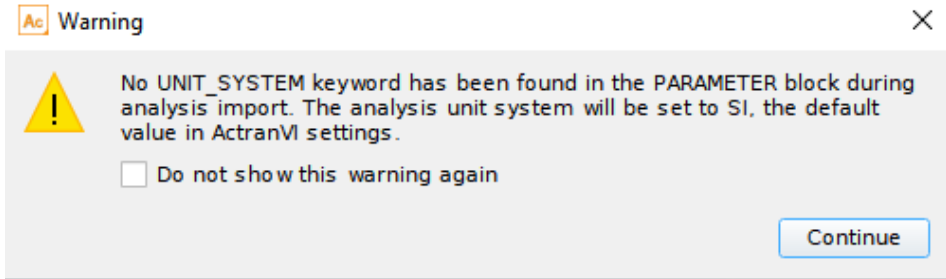 Ac Warning
No UNIT_SYSTEM keyword has been found in the PARAMETER block during
analysis import. The analysis unit system will be set to SI, the default
value in ActranVI settings.
Do not show this warning again
Continue